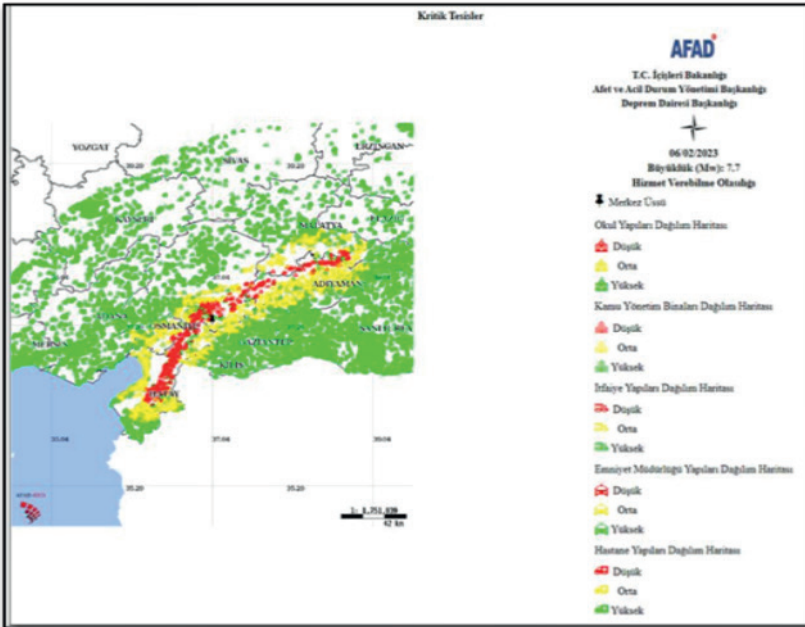 Kritik Tesisler
AFAD
T.C. İçişleri Bakanlığı
Afet ve Acil Durum Yönetimi Başkanlığı
Deprem Dairesi Başkanlığı
06/02/2023
Büyüklük (Mw): 7.7
Hizmet Verebilme Olasılığı
Merkez Üssü
Okul Yapıları Dağılım Haritası
Düşük
Orta
Yüksek
Kamu Yönetim Binaları Dağılım Haritası
Düşük
Orta
Yüksek
İtfaiye Yapıları Dağılım Haritası
Düşük
Orta
Yüksek
Emniyet Müdürlüğü Yapıları Dağılım Haritası
Düşük
Orta
Yüksek
Hastane Yapıları Dağılım Haritası
Düşük
Orta
Yüksek
YOZGAT
SİVAS
ERZİNCAN
KAYSERİ
MALATYA
ADIYAMAN
ADANA
OSMANİYE
GAZİANTEP
ŞANLIURFA
MERSİN
KİLİS
HATAY
42 km